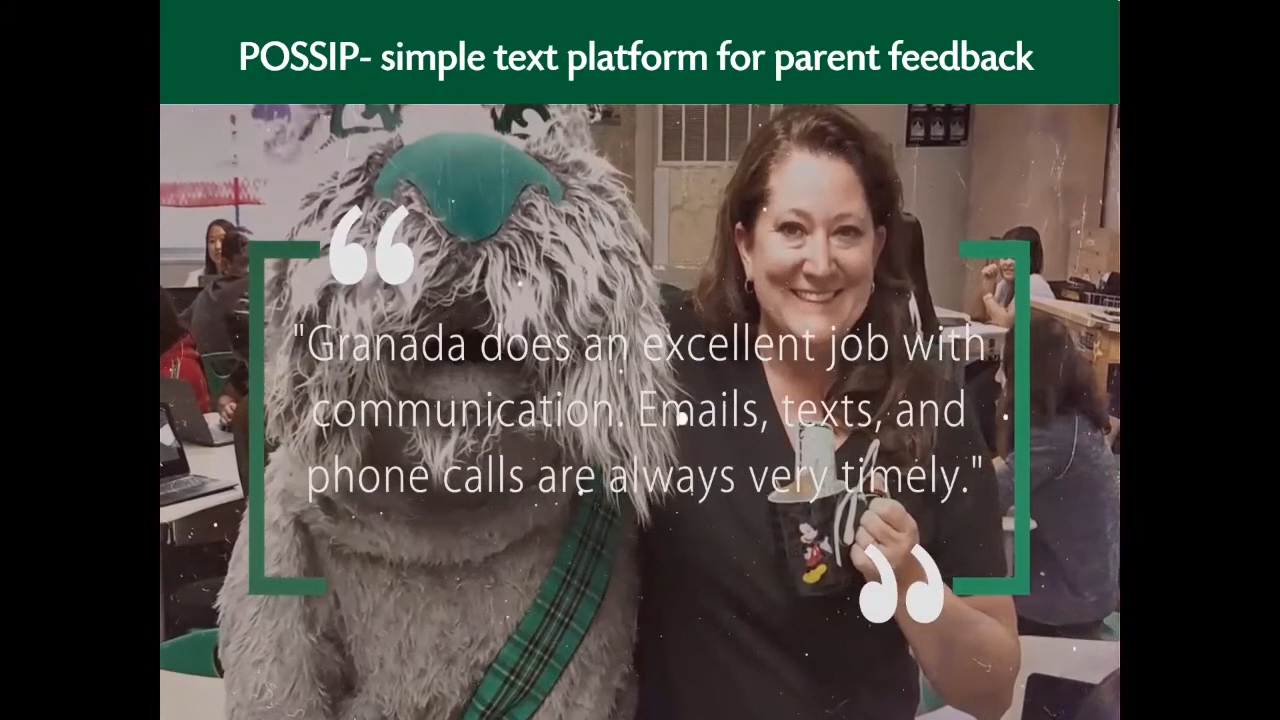 POSSIP- simple text platform for parent feedback
"Granada does an excellent job with
communication. Emails, texts, and
phone calls are always very timely."